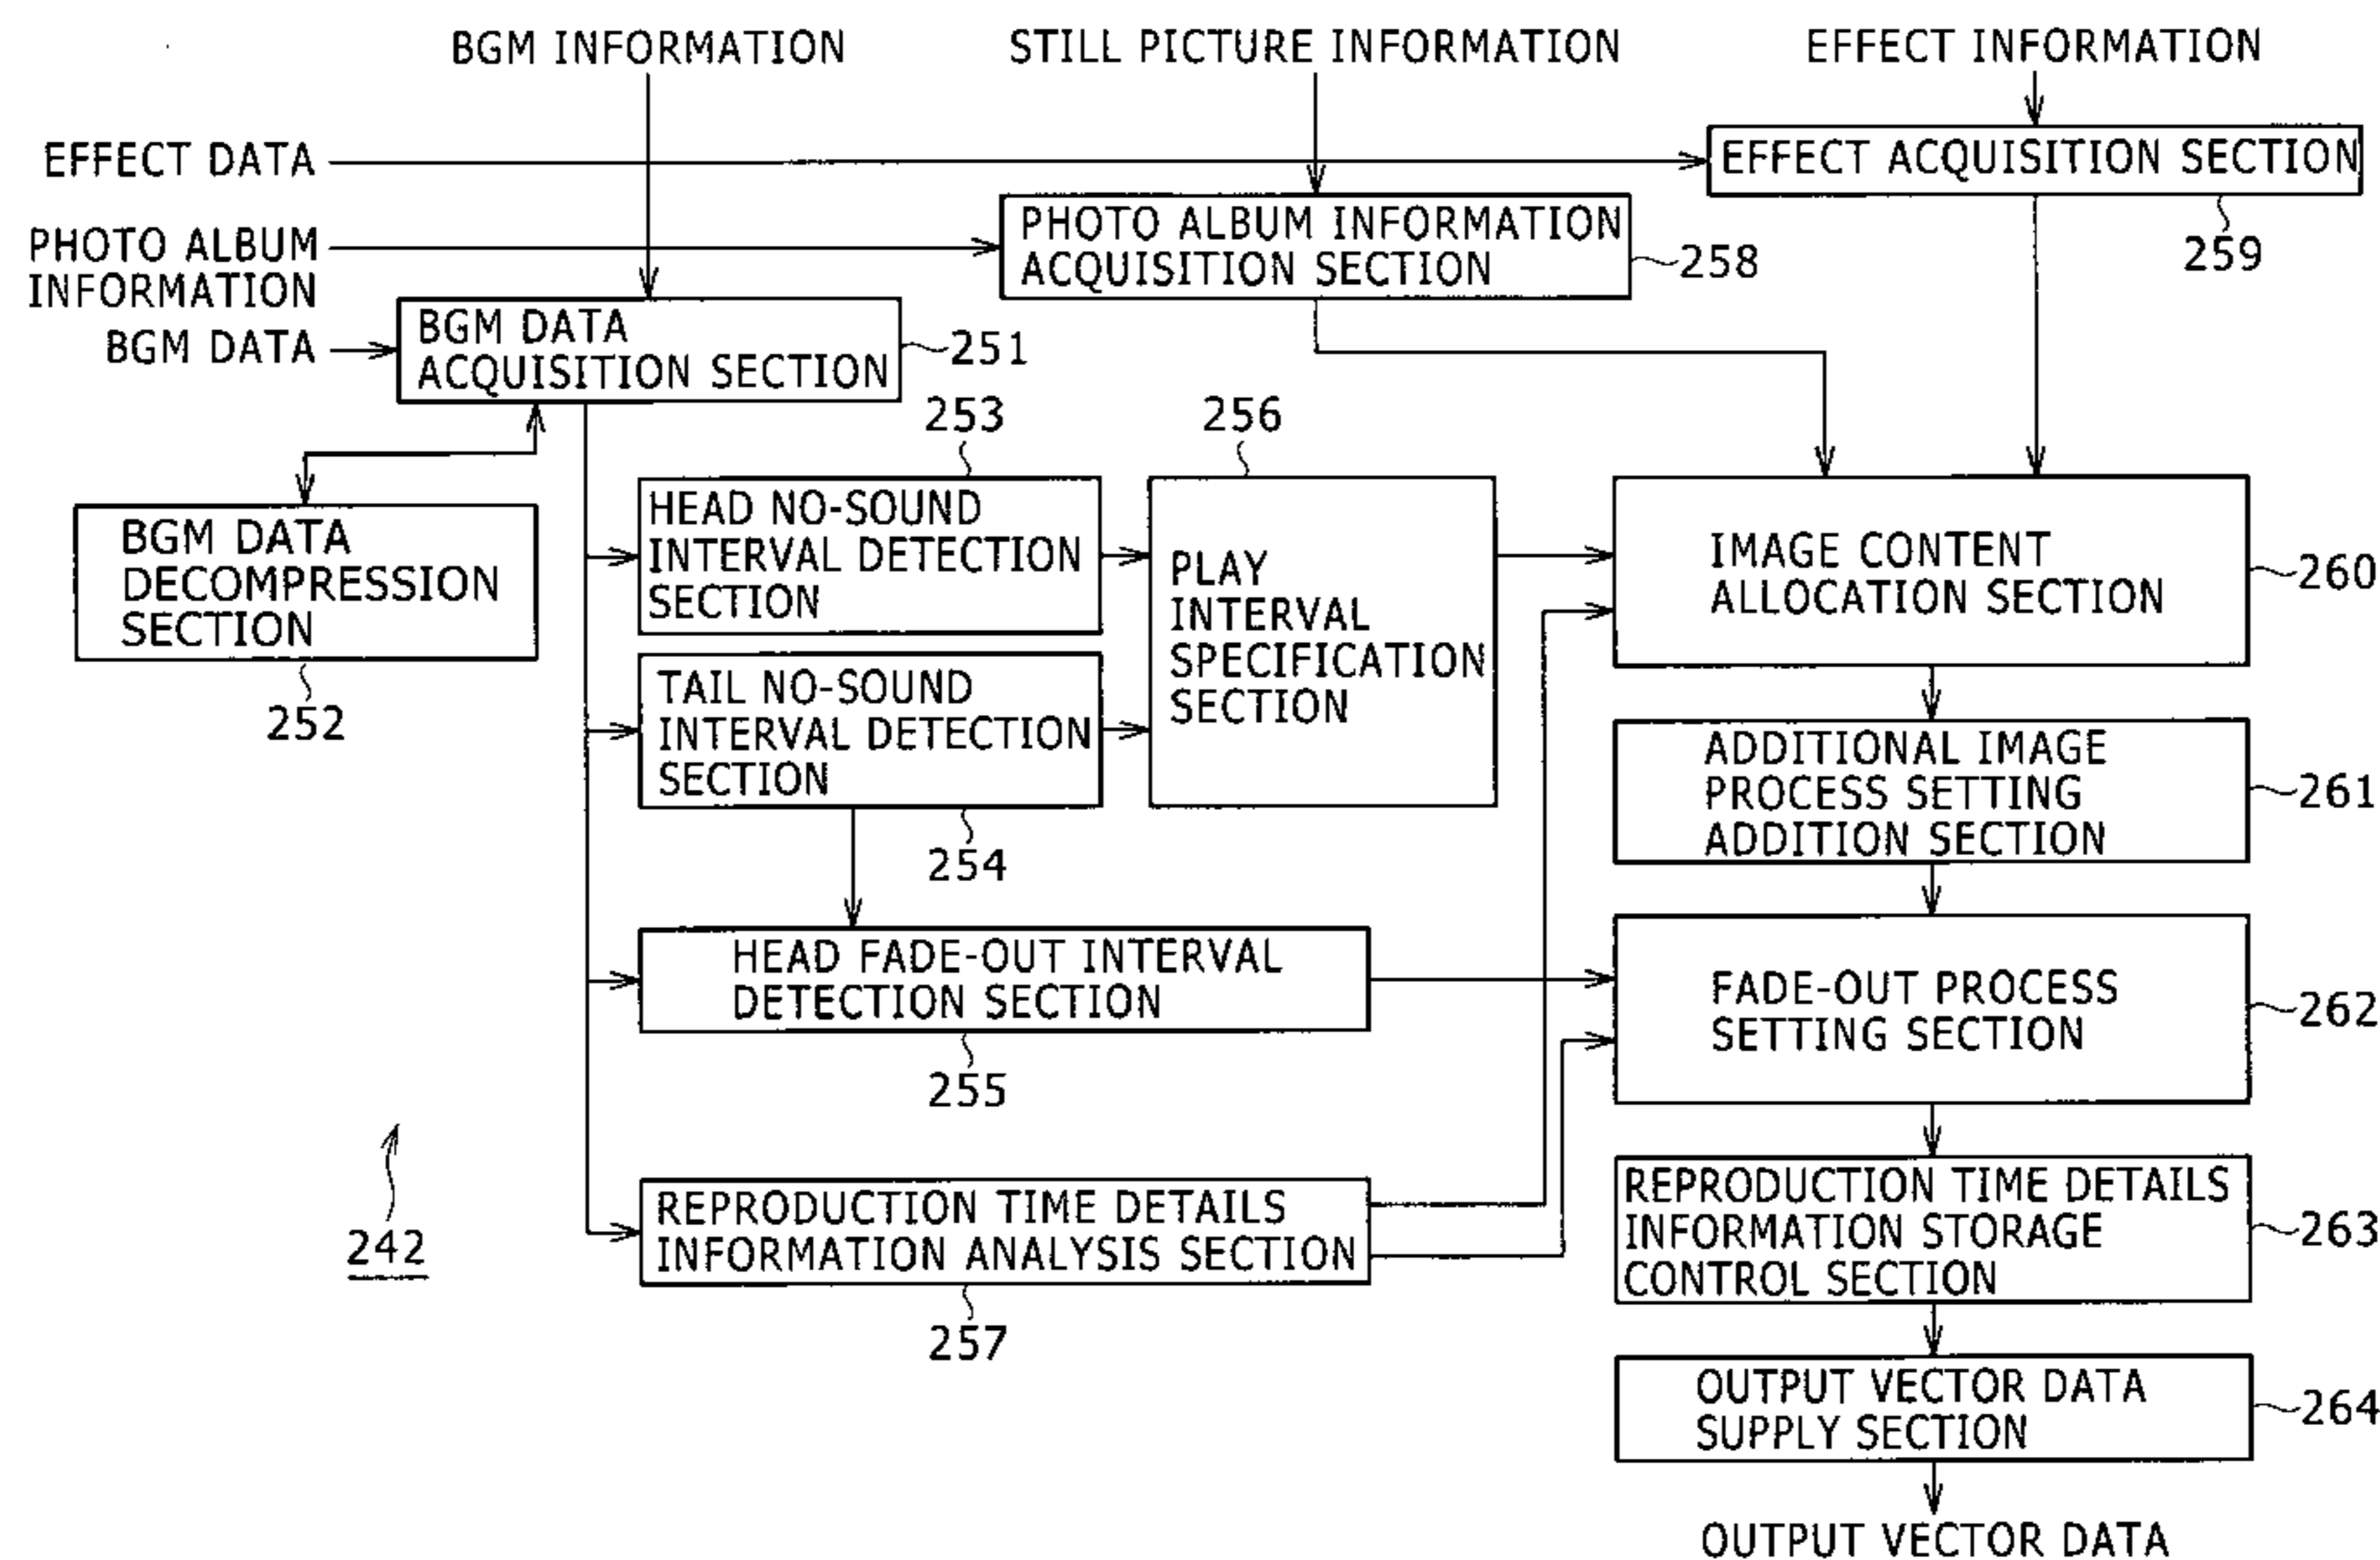 BGM INFORMATION
STILL PICTURE INFORMATION
EFFECT INFORMATION
EFFECT DATA
EFFECT ACQUISITION SECTION
259
PHOTO ALBUM
INFORMATION
PHOTO ALBUM INFORMATION
ACQUISITION SECTION
258
BGM DATA
BGM DATA
ACQUISITION SECTION
251
253
256
BGM DATA
DECOMPRESSION
SECTION
252
HEAD NO-SOUND
INTERVAL DETECTION
SECTION
TAIL NO-SOUND
INTERVAL DETECTION
SECTION
254
PLAY
INTERVAL
SPECIFICATION
SECTION
IMAGE CONTENT
ALLOCATION SECTION
260
ADDITIONAL IMAGE
PROCESS SETTING
ADDITION SECTION
261
HEAD FADE-OUT INTERVAL
DETECTION SECTION
255
FADE-OUT PROCESS
SETTING SECTION
262
242
REPRODUCTION TIME DETAILS
INFORMATION ANALYSIS SECTION
257
REPRODUCTION TIME DETAILS
INFORMATION STORAGE
CONTROL SECTION
263
OUTPUT VECTOR DATA
SUPPLY SECTION
264
OUTPUT VECTOR DATA